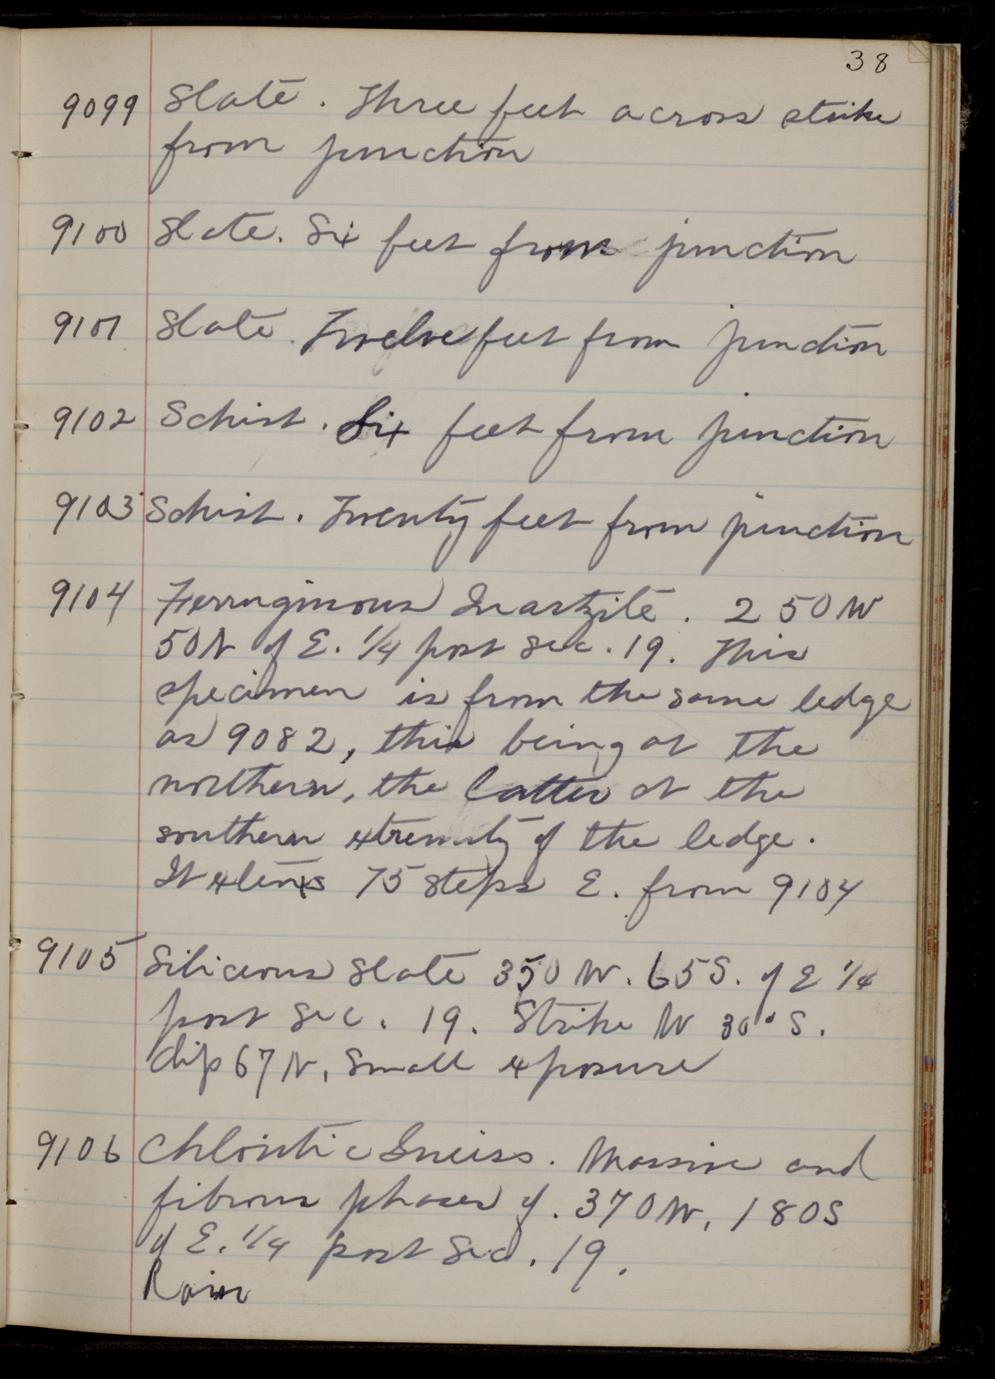 38
9099 Slate. Three feet across strike
from junction
9100 Slate. Six feet from junction
9101 Slate. Twelve feet from junction
9102 Schist. Six feet from junction
9103 Schist. Twenty feet from junction
9104 Ferruginous Quartzite. 250 W
50 N of E. 1/4 post Sec. 19. This
specimen is from the same ledge
as 9082, this being at the
northern, the latter at the
southern xtremity of the ledge.
It xtends 75 steps E. from 9104
9105 Silicious Slate 350 W. 65 S. of E 1/4
post Sec. 19. Strike W 30° S.
dip 67 N, Small xposure
9106 Chloritic Gneiss. Massive and
fibrous phases of. 370 W, 180 S
of E. 1/4 post Sec. 19.
Rain